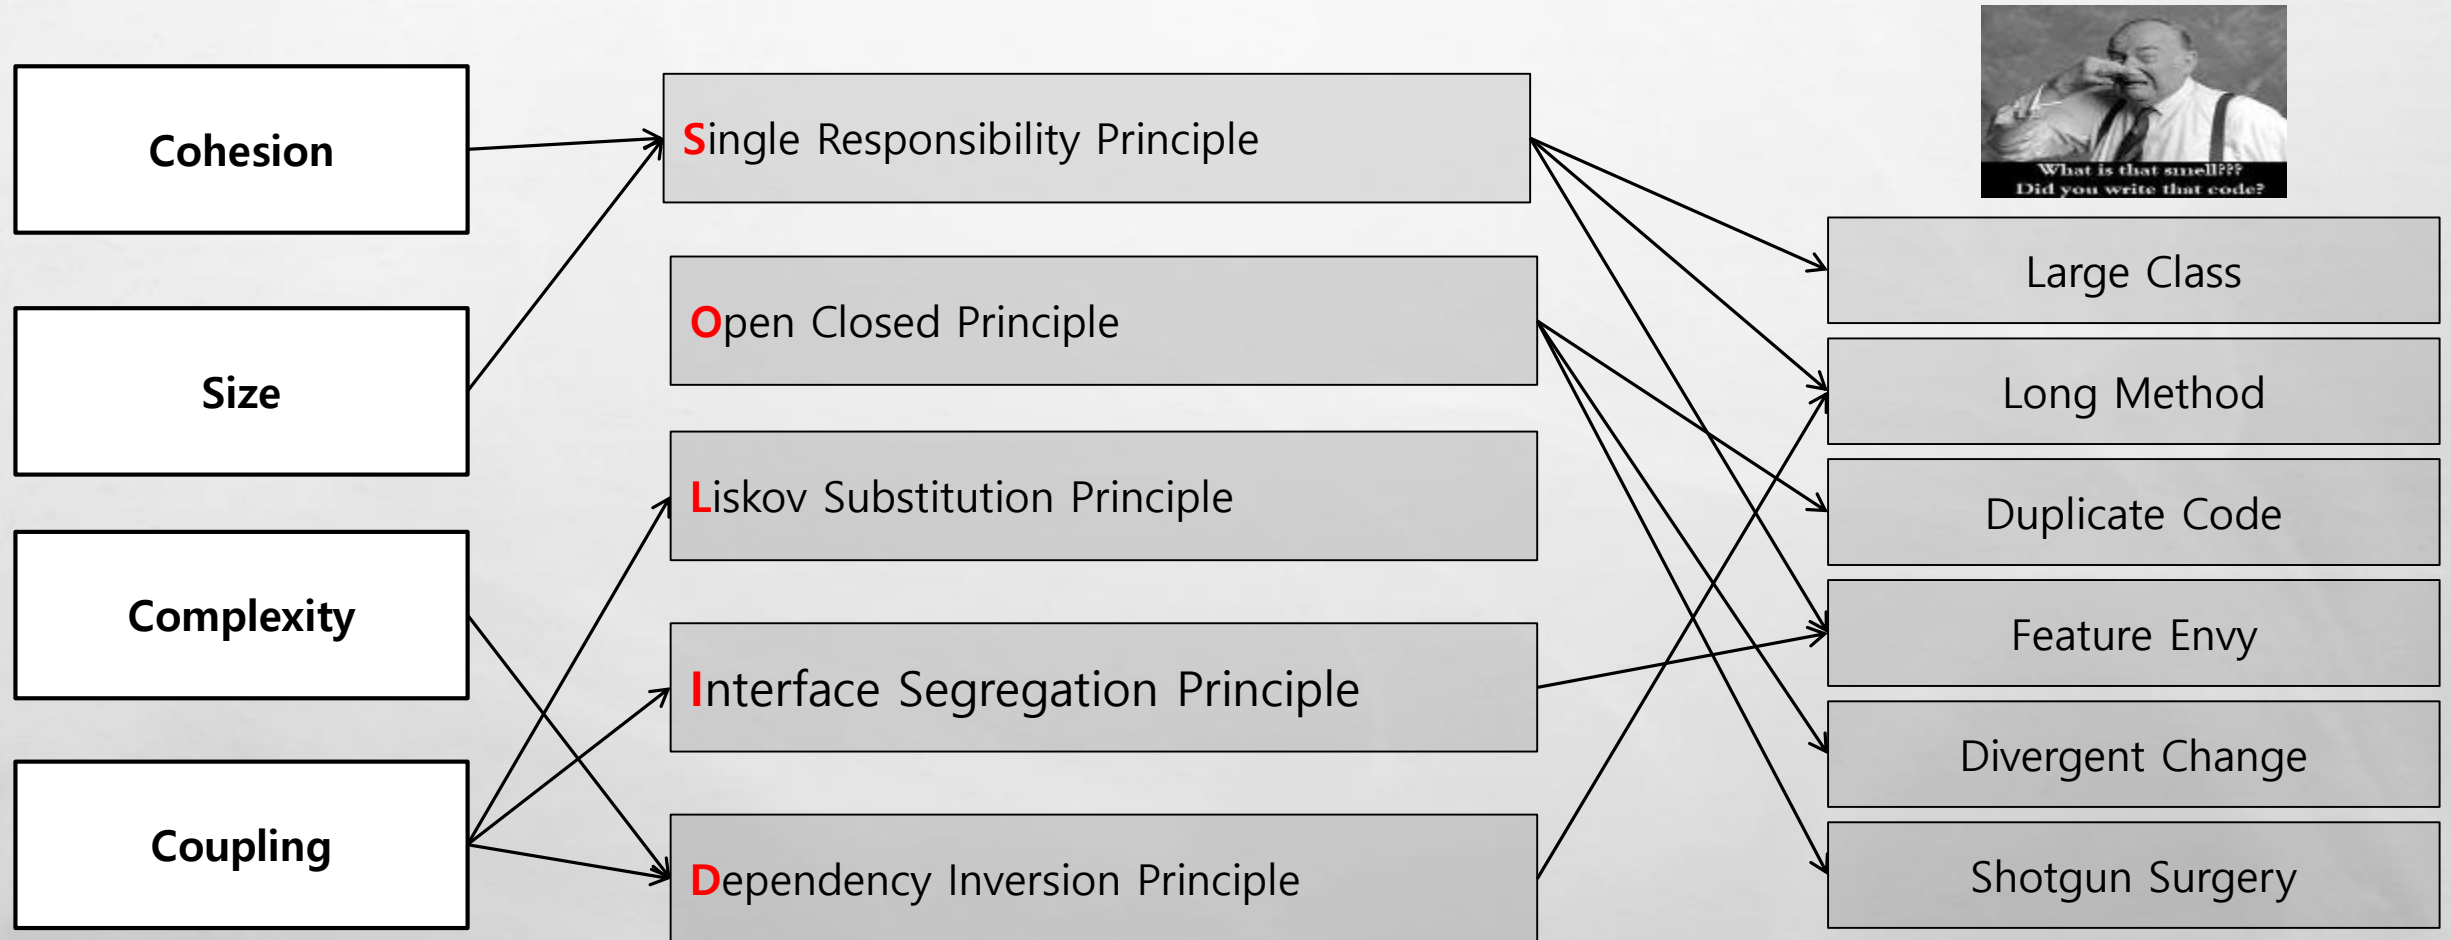 Cohesion
Size
Complexity
Coupling
Single Responsibility Principle
Open Closed Principle
Liskov Substitution Principle
Interface Segregation Principle
Dependency Inversion Principle
What is that smell???
Did you write that code?
Large Class
Long Method
Duplicate Code
Feature Envy
Divergent Change
Shotgun Surgery